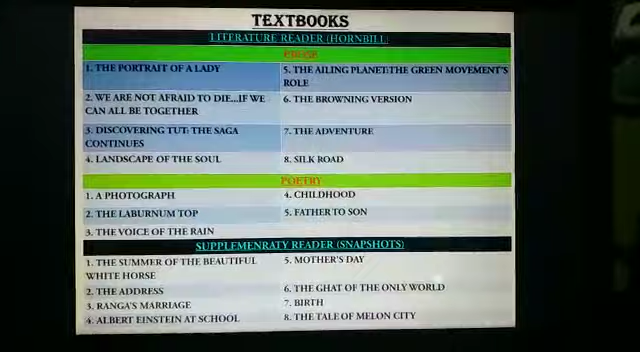 TEXTBOOKS
LITERATURE READER (HORNBILL)
PROSE
1. THE PORTRAIT OF A LADY
2. WE ARE NOT AFRAID TO DIE...IF WE
CAN ALL BE TOGETHER
3. DISCOVERING TUT: THE SAGA
CONTINUES
4. LANDSCAPE OF THE SOUL
5. THE AILING PLANET:THE GREEN MOVEMENT'S
ROLE
6. THE BROWNING VERSION
7. THE ADVENTURE
8. SILK ROAD
POETRY
1. A PHOTOGRAPH
2. THE LABURNUM TOP
3. THE VOICE OF THE RAIN
4. CHILDHOOD
5. FATHER TO SON
SUPPLEMENRATY READER (SNAPSHOTS)
1. THE SUMMER OF THE BEAUTIFUL
WHITE HORSE
2. THE ADDRESS
3. RANGA'S MARRIAGE
4. ALBERT EINSTEIN AT SCHOOL
5. MOTHER'S DAY
6. THE GHAT OF THE ONLY WORLD
7. BIRTH
8. THE TALE OF MELON CITY